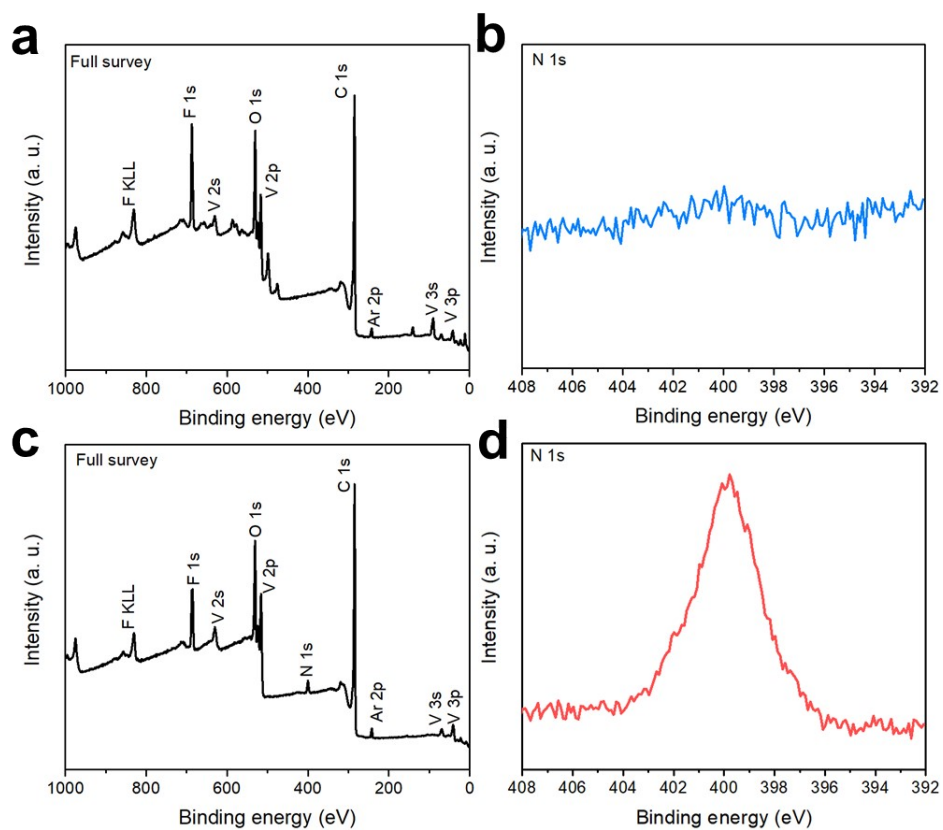 a
Full survey
Intensity (a. u.)
F KLL
F 1s
V 2s
O 1s
V 2p
C 1s
Ar 2p
V 3s
V 3p
1000 800 600 400 200 0
Binding energy (eV)
b
N 1s
Intensity (a. u.)
408 406 404 402 400 398 396 394 392
Binding energy (eV)
c
Full survey
Intensity (a. u.)
F KLL
F 1s
V 2s
O 1s
V 2p
N 1s
C 1s
Ar 2p
V 3s
V 3p
1000 800 600 400 200 0
Binding energy (eV)
d
N 1s
Intensity (a. u.)
408 406 404 402 400 398 396 394 392
Binding energy (eV)